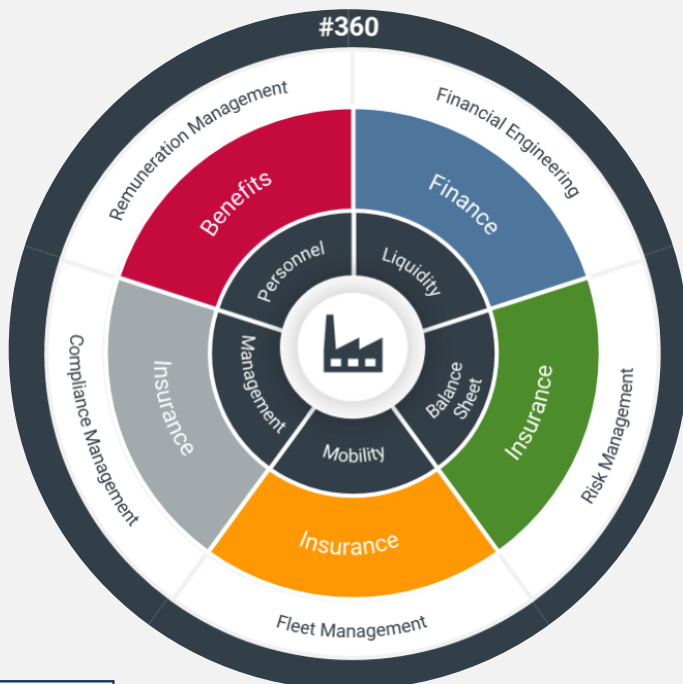 #360
Remuneration Management
Financial Engineering
Benefits
Finance
Personnel
Liquidity
Compliance Management
Insurance
Management
Balance
Sheet
Insurance
Risk Management
Mobility
Insurance
Fleet Management